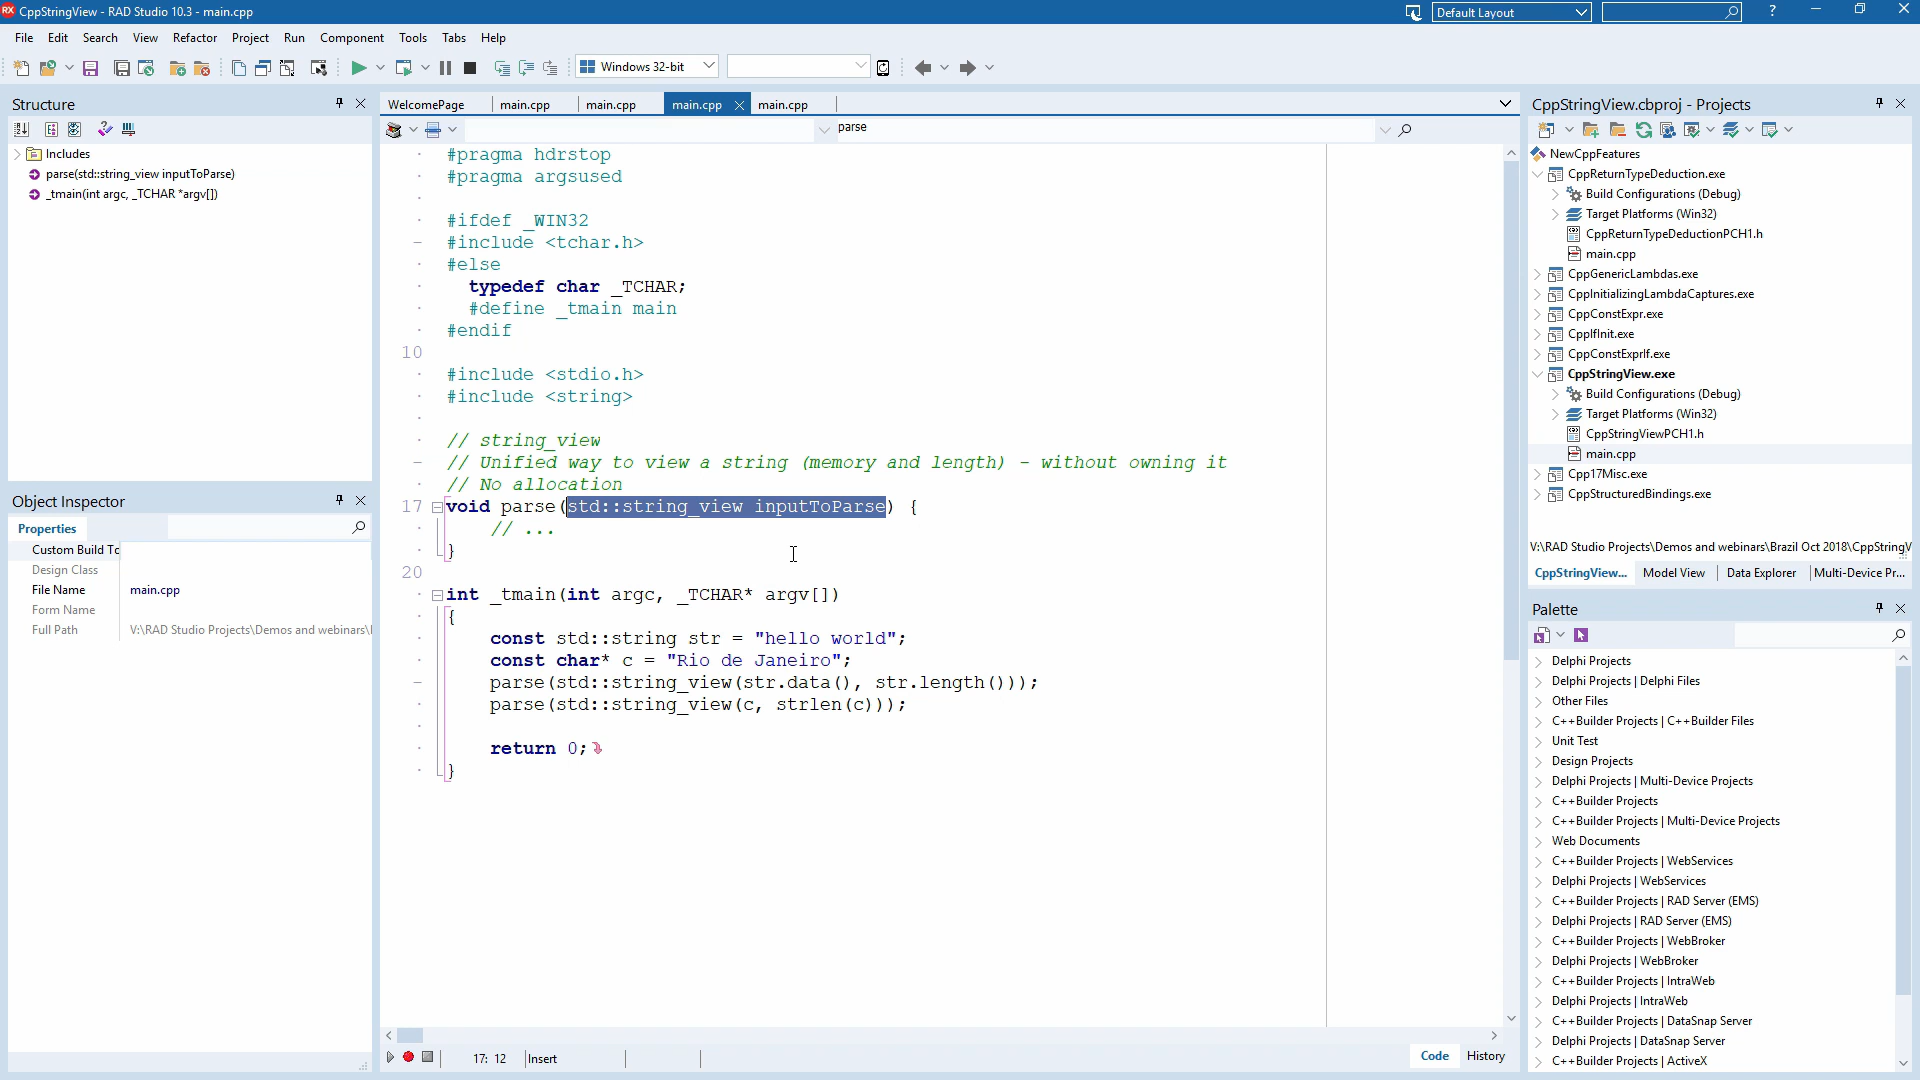 CppStringView - RAD Studio 10.3 - main.cpp
Default Layout
?
File Edit Search View Refactor Project Run Component Tools Tabs Help
Windows 32-bit
Structure
Includes
parse(std::string_view inputToParse)
_tmain(int argc, _TCHAR *argv[])
Object Inspector
Properties
Custom Build To
Design Class
File Name main.cpp
Form Name
Full Path V:\RAD Studio Projects\Demos and webinars\
WelcomePage main.cpp main.cpp main.cpp main.cpp
parse
#pragma hdrstop
#pragma argsused
#ifdef _WIN32
#include <tchar.h>
#else
typedef char _TCHAR;
#define _tmain main
#endif
10
#include <stdio.h>
#include <string>
// string_view
// Unified way to view a string (memory and length) - without owning it
// No allocation
17 void parse(std::string_view inputToParse) {
// ...
}
20
int _tmain(int argc, _TCHAR* argv[])
{
const std::string str = "hello world";
const char* c = "Rio de Janeiro";
parse(std::string_view(str.data(), str.length()));
parse(std::string_view(c, strlen(c)));
return 0;
}
17: 12 Insert
Code History
CppStringView.cbproj - Projects
NewCppFeatures
CppReturnTypeDeduction.exe
Build Configurations (Debug)
Target Platforms (Win32)
CppReturnTypeDeductionPCH1.h
main.cpp
CppGenericLambdas.exe
CppInitializingLambdaCaptures.exe
CppConstExpr.exe
CppIfInit.exe
CppConstExprIf.exe
CppStringView.exe
Build Configurations (Debug)
Target Platforms (Win32)
CppStringViewPCH1.h
main.cpp
Cpp17Misc.exe
CppStructuredBindings.exe
V:\RAD Studio Projects\Demos and webinars\Brazil Oct 2018\CppStringV
CppStringView... Model View Data Explorer Multi-Device Pr...
Palette
Delphi Projects
Delphi Projects | Delphi Files
Other Files
C++Builder Projects | C++Builder Files
Unit Test
Design Projects
Delphi Projects | Multi-Device Projects
C++Builder Projects
C++Builder Projects | Multi-Device Projects
Web Documents
C++Builder Projects | WebServices
Delphi Projects | WebServices
C++Builder Projects | RAD Server (EMS)
Delphi Projects | RAD Server (EMS)
C++Builder Projects | WebBroker
Delphi Projects | WebBroker
C++Builder Projects | IntraWeb
Delphi Projects | IntraWeb
C++Builder Projects | DataSnap Server
Delphi Projects | DataSnap Server
C++Builder Projects | ActiveX